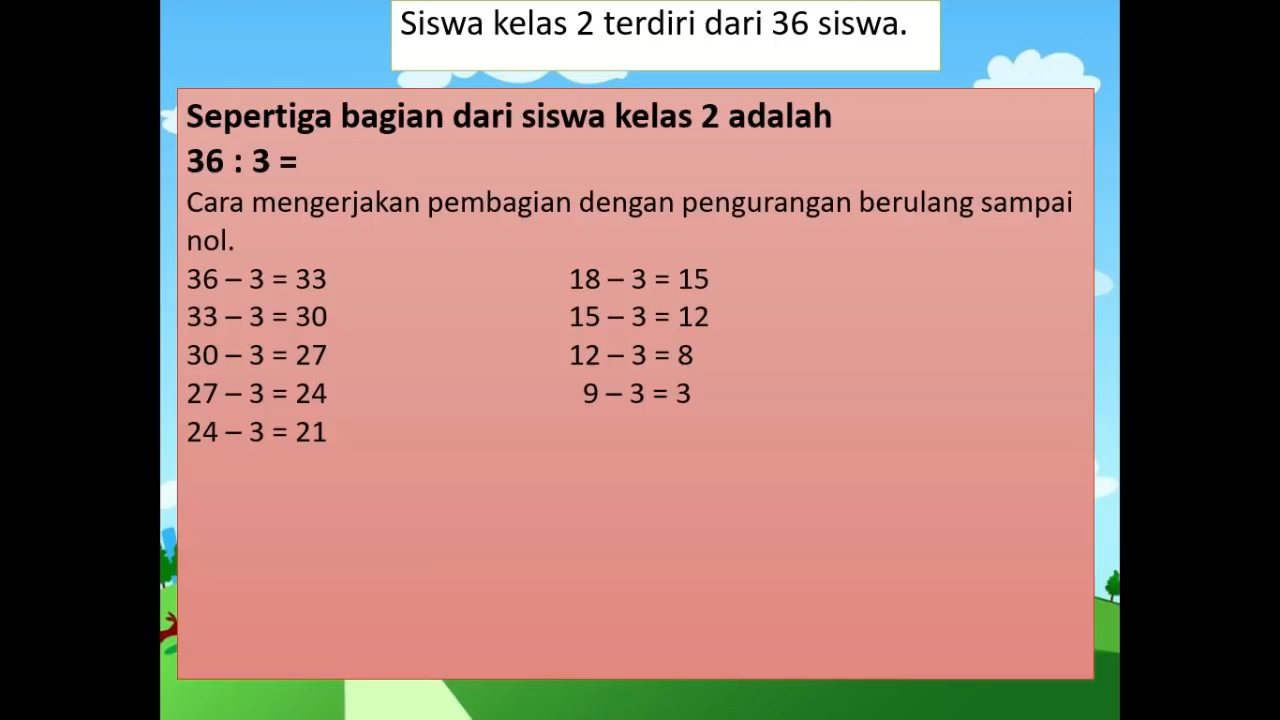 Siswa kelas 2 terdiri dari 36 siswa.
Sepertiga bagian dari siswa kelas 2 adalah
36 : 3 =
Cara mengerjakan pembagian dengan pengurangan berulang sampai
nol.
36 – 3 = 33
33 – 3 = 30
30 – 3 = 27
27 – 3 = 24
24 – 3 = 21
18 – 3 = 15
15 – 3 = 12
12 – 3 = 8
9 – 3 = 3